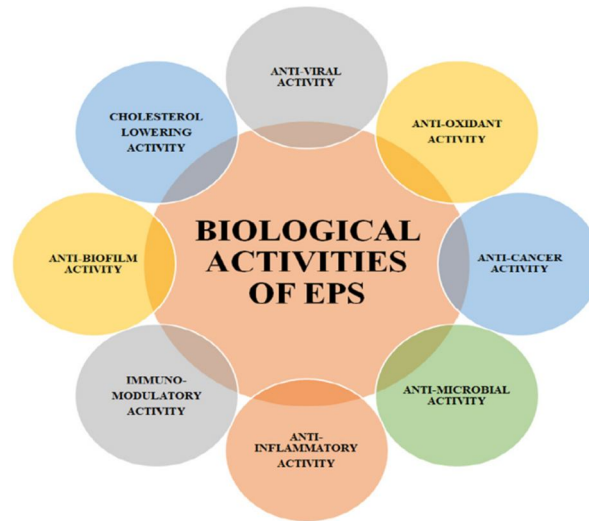 ANTI-VIRAL
ACTIVITY
CHOLESTEROL
LOWERING
ACTIVITY
ANTI-OXIDANT
ACTIVITY
BIOLOGICAL
ACTIVITIES
OF EPS
ANTI-BIOFILM
ACTIVITY
ANTI-CANCER
ACTIVITY
IMMUNO-
MODULATORY
ACTIVITY
ANTI-MICROBIAL
ACTIVITY
ANTI-
INFLAMMATORY
ACTIVITY